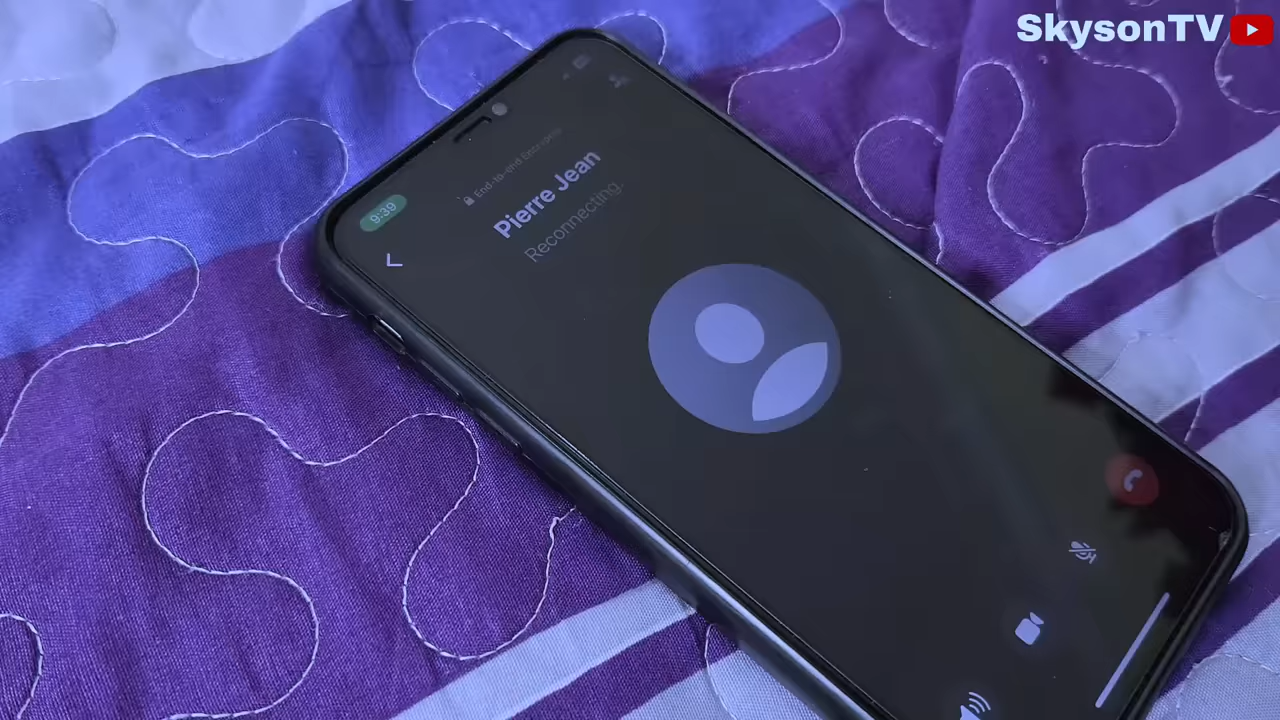 SkysonTV
End-to-end Encrypted
Pierre Jean
Reconnecting.
9:39